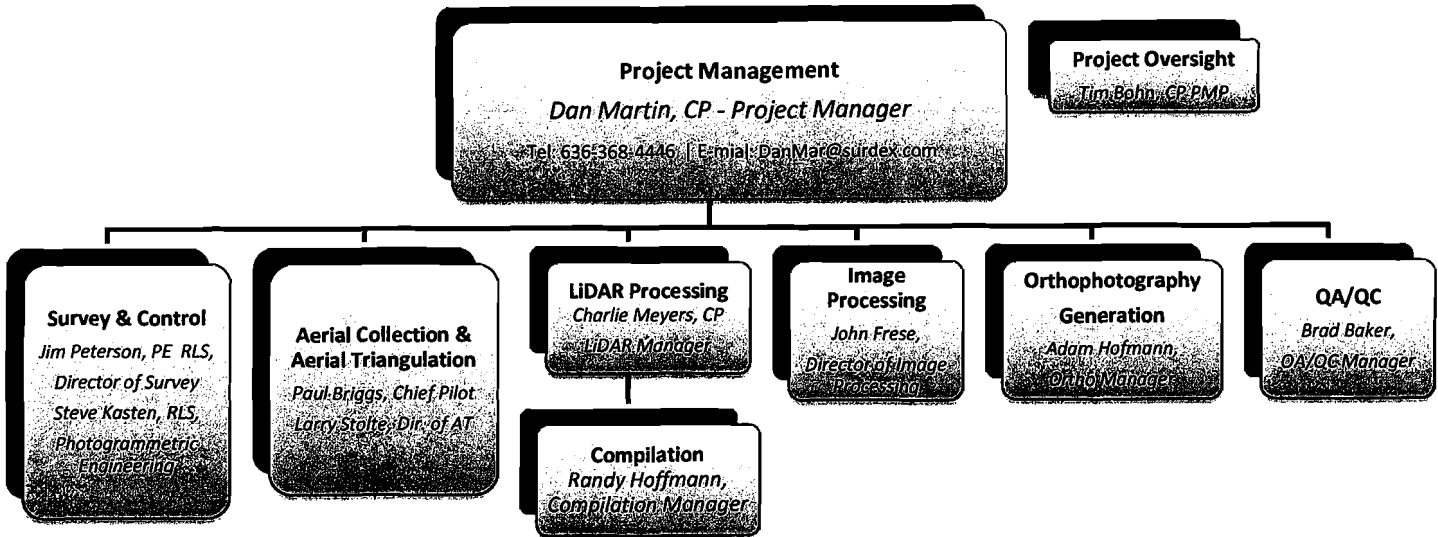 Project Management
Dan Martin, CP - Project Manager
Tel: 636-368-4446 | E-mial: DanMar@surdex.com
Project Oversight
Tim Bohn, CP PMP
Survey & Control
Jim Peterson, PE RLS,
Director of Survey
Steve Kasten, RLS,
Photogrammetric
Engineering
Aerial Collection &
Aerial Triangulation
Paul Briggs, Chief Pilot
Larry Stolte, Dir. of AT
LiDAR Processing
Charlie Meyers, CP
LiDAR Manager
Compilation
Randy Hoffmann,
Compilation Manager
Image
Processing
John Frese,
Director of Image
Processing
Orthophotography
Generation
Adam Hofmann,
Ortho Manager
QA/QC
Brad Baker,
QA/QC Manager